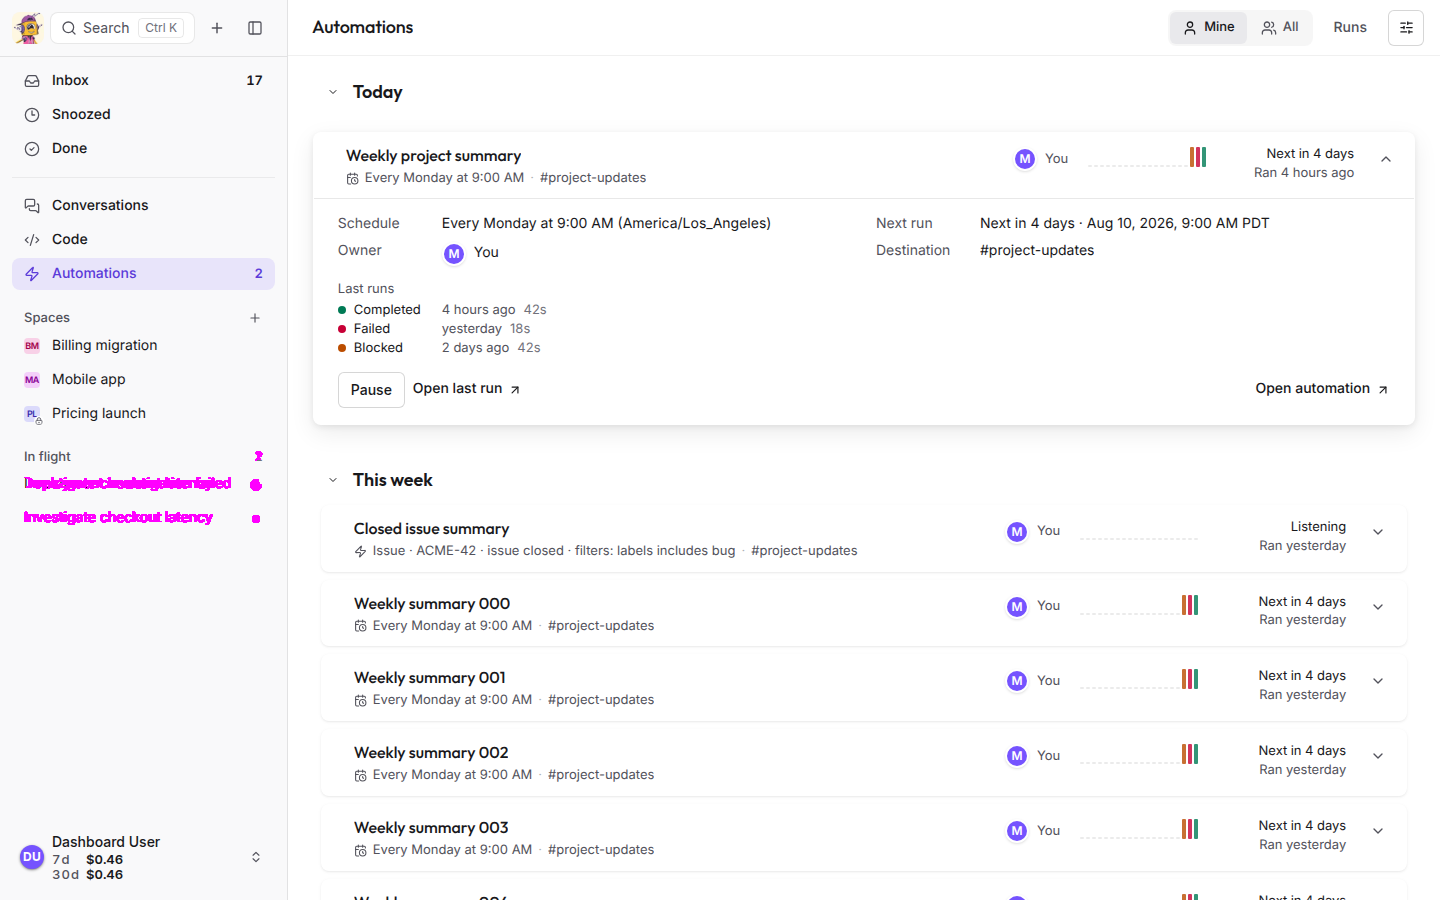 Search Ctrl K
Inbox 17
Snoozed
Done
Conversations
Code
Automations 2
Spaces
BM Billing migration
MA Mobile app
PL Pricing launch
In flight
Investigate checkout latency
DU Dashboard User
7d $0.46
30d $0.46
Automations
Mine All Runs
Today
Weekly project summary
Every Monday at 9:00 AM · #project-updates
M You
Next in 4 days
Ran 4 hours ago
Schedule Every Monday at 9:00 AM (America/Los_Angeles)
Next run Next in 4 days · Aug 10, 2026, 9:00 AM PDT
Owner M You
Destination #project-updates
Last runs
Completed 4 hours ago 42s
Failed yesterday 18s
Blocked 2 days ago 42s
Pause Open last run
Open automation
This week
Closed issue summary
Issue · ACME-42 · issue closed · filters: labels includes bug · #project-updates
M You
Listening
Ran yesterday
Weekly summary 000
Every Monday at 9:00 AM · #project-updates
M You
Next in 4 days
Ran yesterday
Weekly summary 001
Every Monday at 9:00 AM · #project-updates
M You
Next in 4 days
Ran yesterday
Weekly summary 002
Every Monday at 9:00 AM · #project-updates
M You
Next in 4 days
Ran yesterday
Weekly summary 003
Every Monday at 9:00 AM · #project-updates
M You
Next in 4 days
Ran yesterday